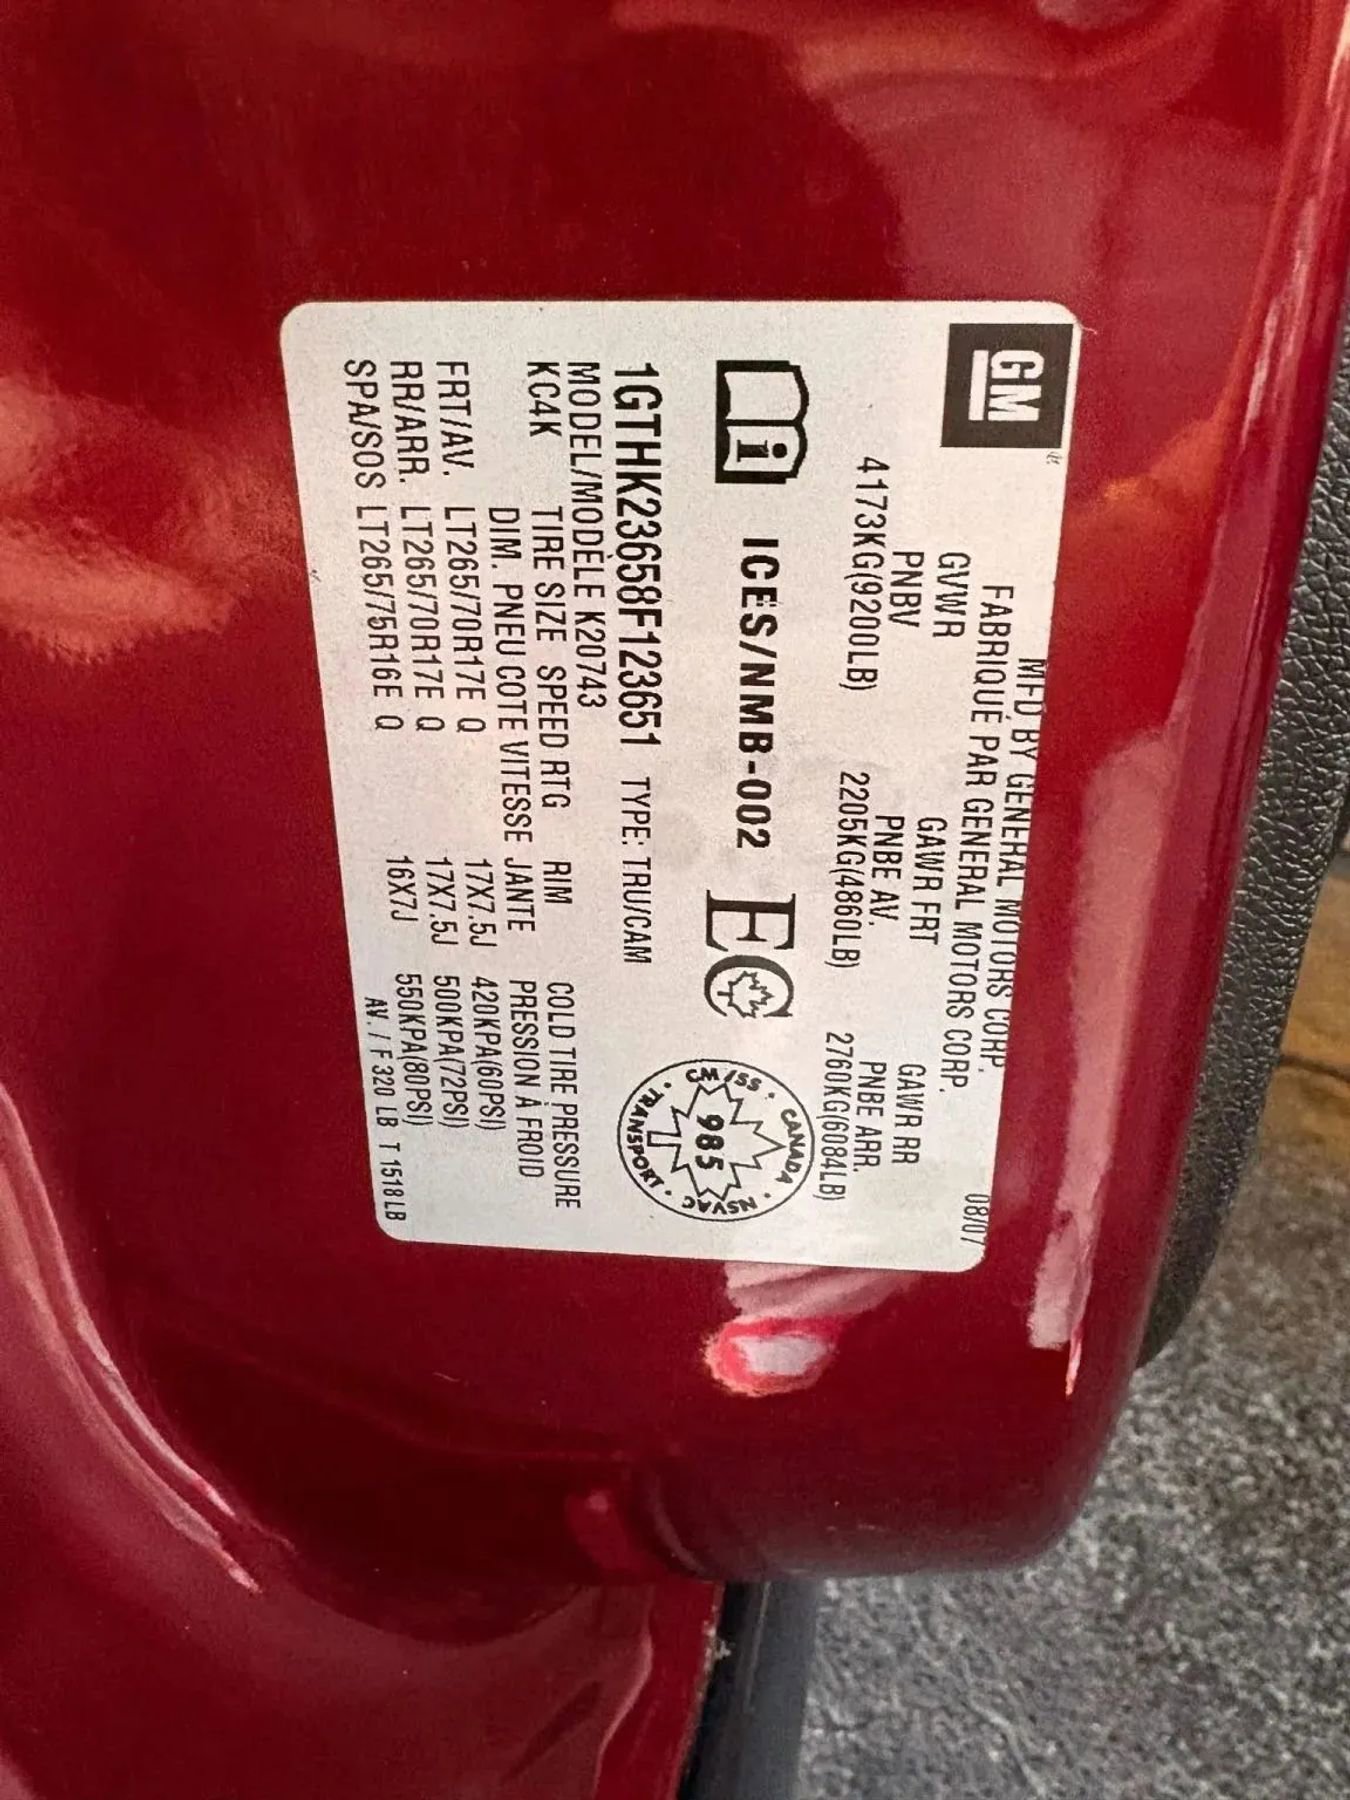 GM
MFD BY GENERAL MOTORS CORP.
FABRIQUÉ PAR GENERAL MOTORS CORP. 08/07
GVWR GAWR FRT GAWR RR
PNBV PNBE AV. PNBE ARR.
4173KG(9200LB) 2205KG(4860LB) 2760KG(6084LB)
i ICES/NMB-002 EC
CANADA · NSVAC · TRANSPORT · CM/ISS ·
985
1GTHK23658F123651 TYPE: TRU/CAM
MODEL/MODÈLE K20743
KC4K TIRE SIZE SPEED RTG RIM COLD TIRE PRESSURE
DIM. PNEU COTE VITESSE JANTE PRESSION À FROID
FRT/AV. LT265/70R17E Q 17X7.5J 420KPA(60PSI)
RR/ARR. LT265/70R17E Q 17X7.5J 500KPA(72PSI)
SPA/SOS LT265/75R16E Q 16X7J 550KPA(80PSI)
AV. / F 320 LB T 1518 LB